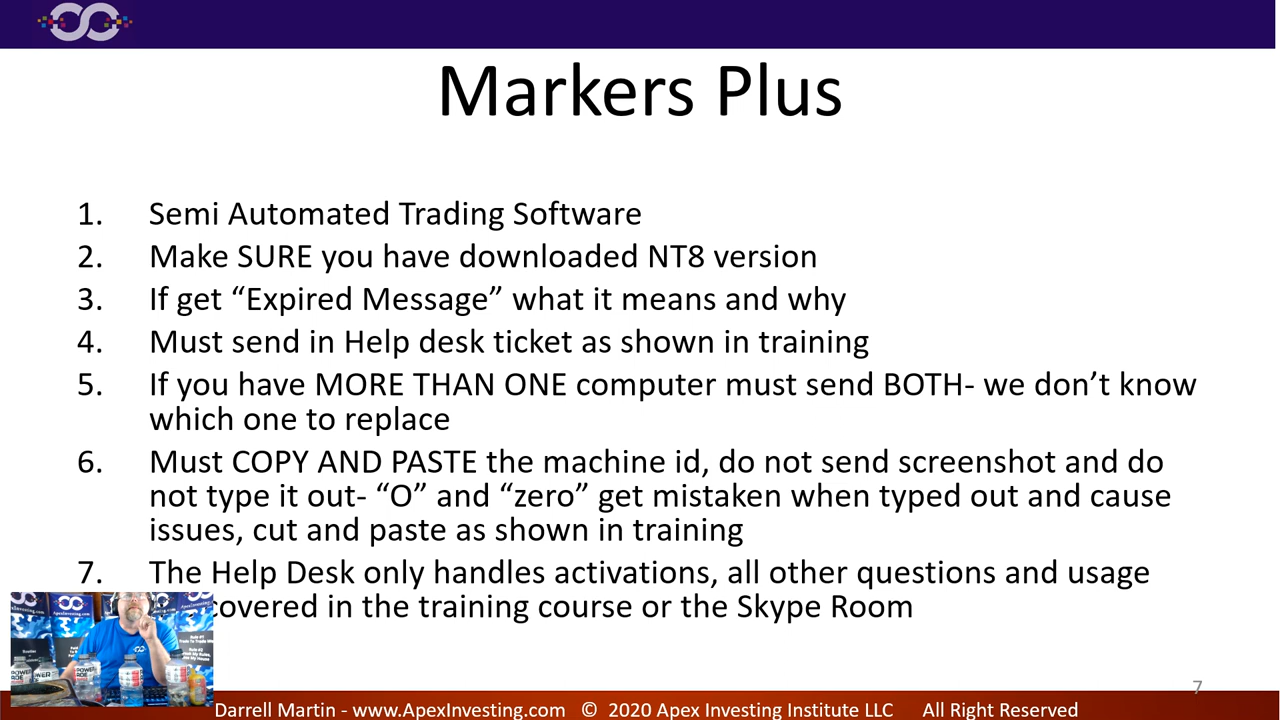 Markers Plus
1. Semi Automated Trading Software
2. Make SURE you have downloaded NT8 version
3. If get “Expired Message” what it means and why
4. Must send in Help desk ticket as shown in training
5. If you have MORE THAN ONE computer must send BOTH- we don’t know
which one to replace
6. Must COPY AND PASTE the machine id, do not send screenshot and do
not type it out- “O” and “zero” get mistaken when typed out and cause
issues, cut and paste as shown in training
7. The Help Desk only handles activations, all other questions and usage
covered in the training course or the Skype Room
7
Darrell Martin - www.ApexInvesting.com © 2020 Apex Investing Institute LLC All Right Reserved